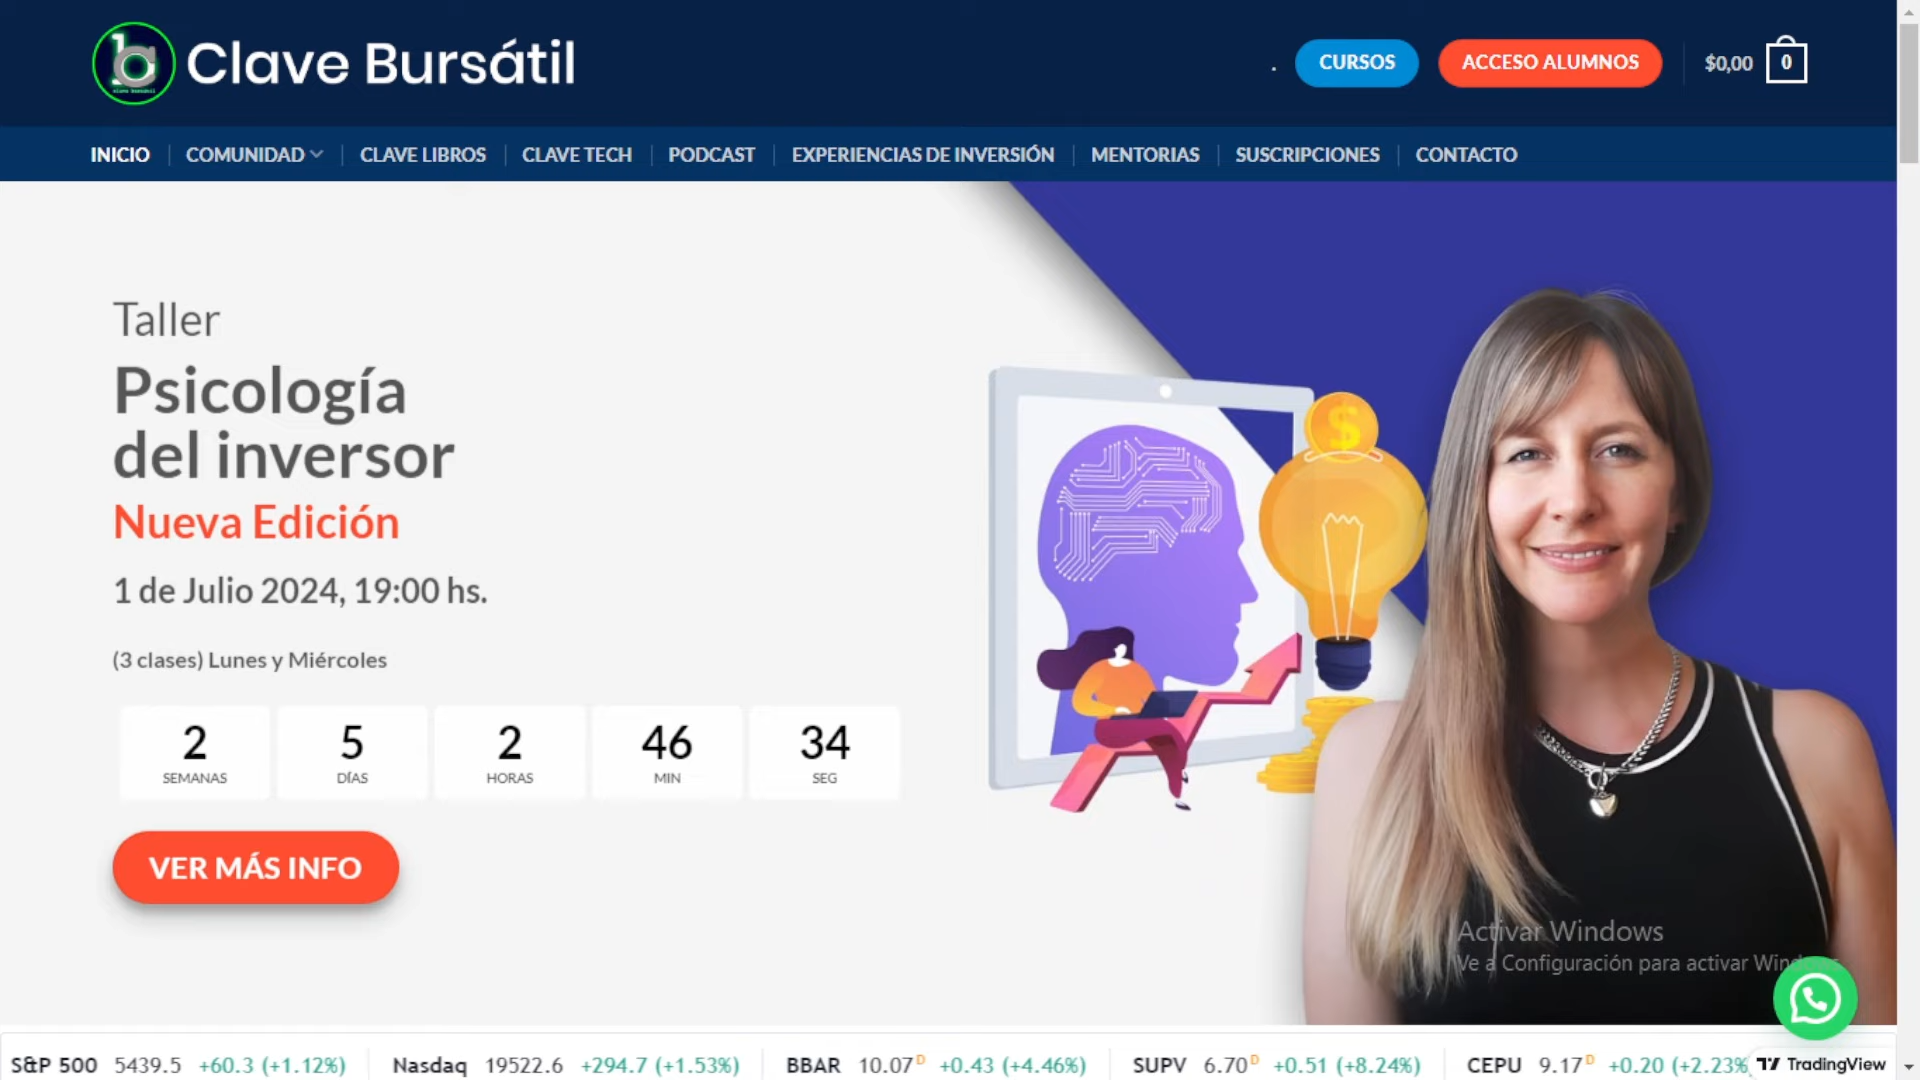 Clave Bursátil
clave bursátil
. CURSOS ACCESO ALUMNOS $0,00 0
INICIO COMUNIDAD CLAVE LIBROS CLAVE TECH PODCAST EXPERIENCIAS DE INVERSIÓN MENTORIAS SUSCRIPCIONES CONTACTO
Taller
Psicología
del inversor
Nueva Edición
1 de Julio 2024, 19:00 hs.
(3 clases) Lunes y Miércoles
2 5 2 46 34
SEMANAS DÍAS HORAS MIN SEG
VER MÁS INFO
$
Activar Windows
Ve a Configuración para activar
S&P 500 5439.5 +60.3 (+1.12%) Nasdaq 19522.6 +294.7 (+1.53%) BBAR 10.07 D +0.43 (+4.46%) SUPV 6.70 D +0.51 (+8.24%) CEPU 9.17 D +0.20 (+2.23% TradingView